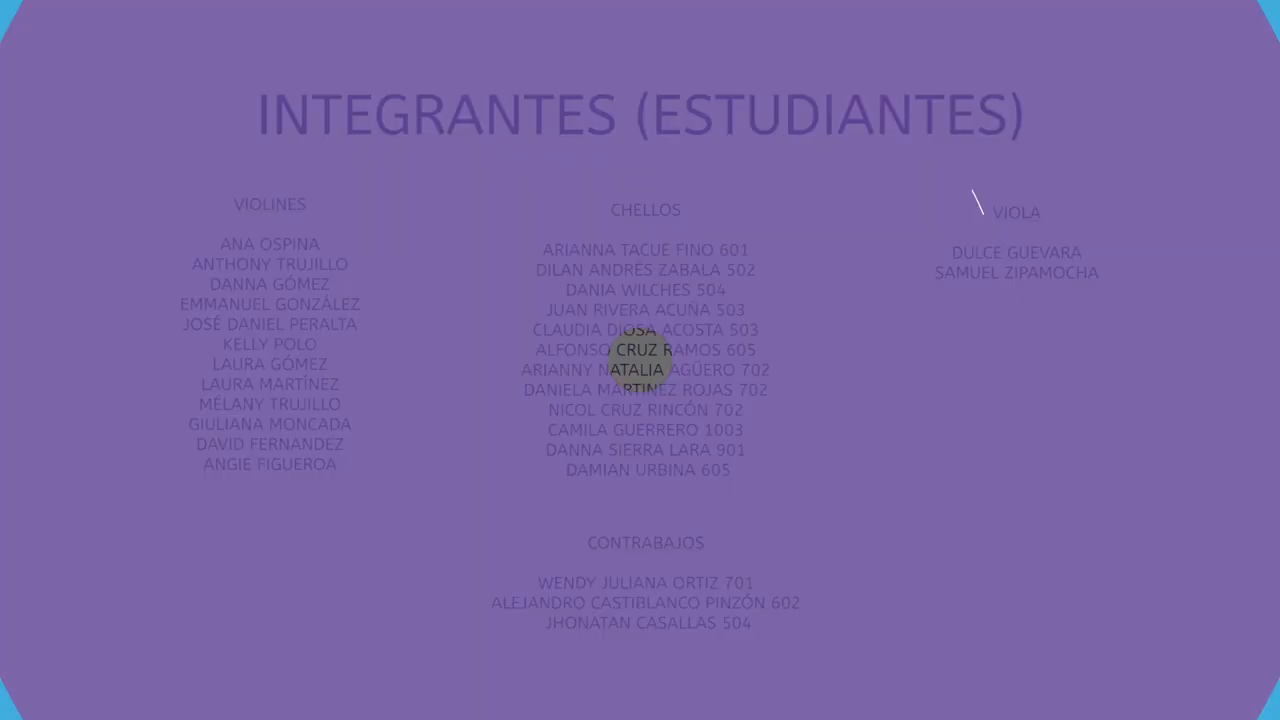 INTEGRANTES (ESTUDIANTES)
VIOLINES
ANA OSPINA
ANTHONY TRUJILLO
DANNA GÓMEZ
EMMANUEL GONZÁLEZ
JOSÉ DANIEL PERALTA
KELLY POLO
LAURA GÓMEZ
LAURA MARTÍNEZ
MÉLANY TRUJILLO
GIULIANA MONCADA
DAVID FERNANDEZ
ANGIE FIGUEROA
CHELLOS
ARIANNA TACUE FINO 601
DILAN ANDRÉS ZABALA 502
DANIA WILCHES 504
JUAN RIVERA ACUÑA 503
CLAUDIA DIOSA ACOSTA 503
ALFONSO CRUZ RAMOS 605
ARIANNY NATALIA AGÜERO 702
DANIELA MARTINEZ ROJAS 702
NICOL CRUZ RINCÓN 702
CAMILA GUERRERO 1003
DANNA SIERRA LARA 901
DAMIAN URBINA 605
CONTRABAJOS
WENDY JULIANA ORTIZ 701
ALEJANDRO CASTIBLANCO PINZÓN 602
JHONATAN CASALLAS 504
VIOLA
DULCE GUEVARA
SAMUEL ZIPAMOCHA